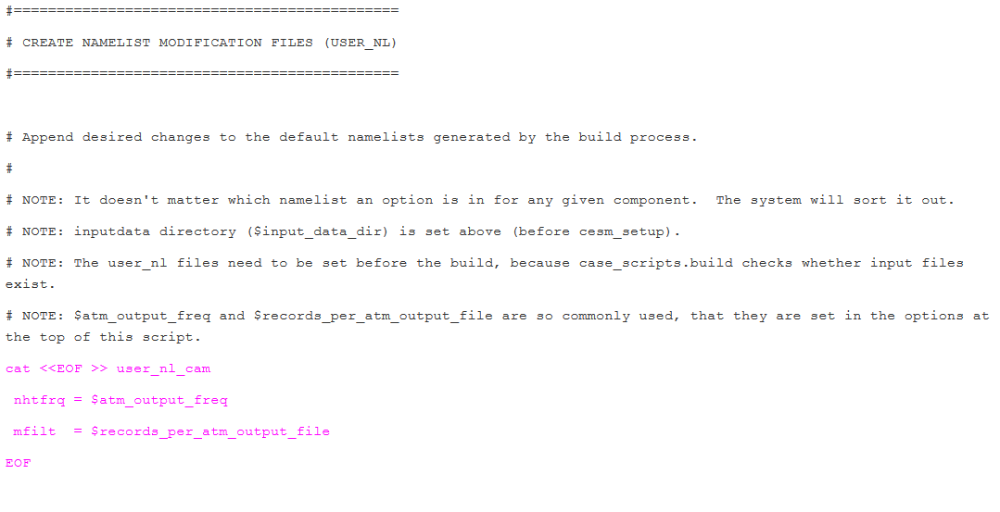 #=============================================
# CREATE NAMELIST MODIFICATION FILES (USER_NL)
#=============================================
# Append desired changes to the default namelists generated by the build process.
#
# NOTE: It doesn't matter which namelist an option is in for any given component.  The system will sort it out.
# NOTE: inputdata directory ($input_data_dir) is set above (before cesm_setup).
# NOTE: The user_nl files need to be set before the build, because case_scripts.build checks whether input files
exist.
# NOTE: $atm_output_freq and $records_per_atm_output_file are so commonly used, that they are set in the options at
the top of this script.
cat <<EOF >> user_nl_cam
 nhtfrq = $atm_output_freq
 mfilt  = $records_per_atm_output_file
EOF